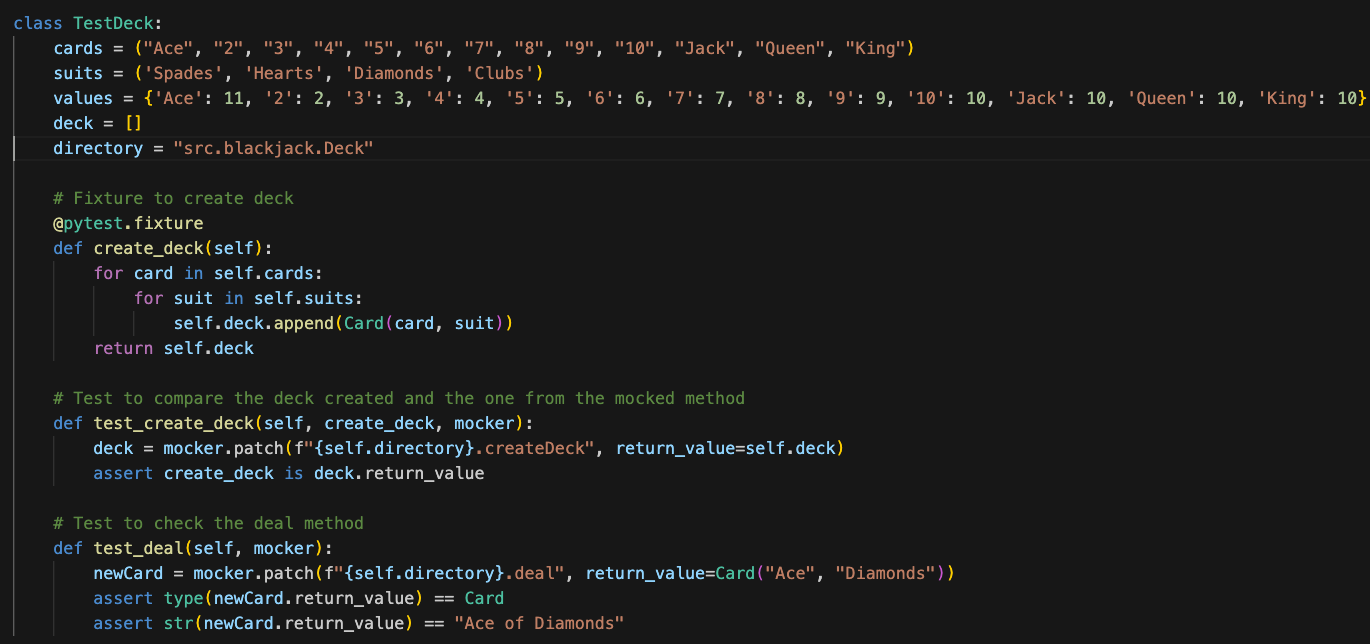 class TestDeck:
    cards = ("Ace", "2", "3", "4", "5", "6", "7", "8", "9", "10", "Jack", "Queen", "King")
    suits = ('Spades', 'Hearts', 'Diamonds', 'Clubs')
    values = {'Ace': 11, '2': 2, '3': 3, '4': 4, '5': 5, '6': 6, '7': 7, '8': 8, '9': 9, '10': 10, 'Jack': 10, 'Queen': 10, 'King': 10}
    deck = []
    directory = "src.blackjack.Deck"

    # Fixture to create deck
    @pytest.fixture
    def create_deck(self):
        for card in self.cards:
            for suit in self.suits:
                self.deck.append(Card(card, suit))
        return self.deck

    # Test to compare the deck created and the one from the mocked method
    def test_create_deck(self, create_deck, mocker):
        deck = mocker.patch(f"{self.directory}.createDeck", return_value=self.deck)
        assert create_deck is deck.return_value

    # Test to check the deal method
    def test_deal(self, mocker):
        newCard = mocker.patch(f"{self.directory}.deal", return_value=Card("Ace", "Diamonds"))
        assert type(newCard.return_value) == Card
        assert str(newCard.return_value) == "Ace of Diamonds"